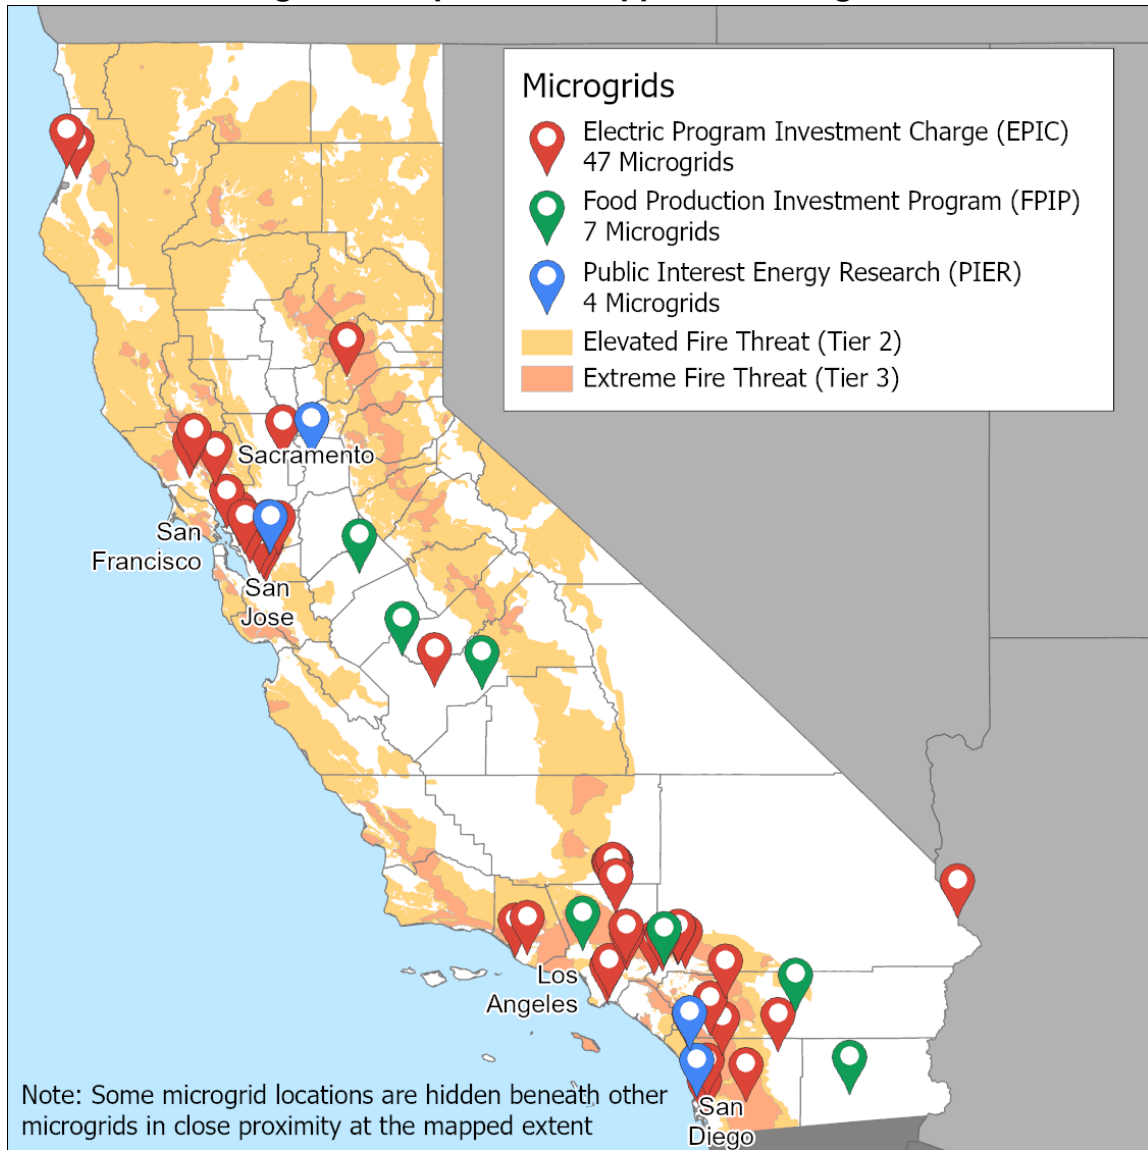 Microgrids
Electric Program Investment Charge (EPIC)
47 Microgrids
Food Production Investment Program (FPIP)
7 Microgrids
Public Interest Energy Research (PIER)
4 Microgrids
Elevated Fire Threat (Tier 2)
Extreme Fire Threat (Tier 3)
Sacramento
San
Francisco
San
Jose
Los
Angeles
San
Diego
Note: Some microgrid locations are hidden beneath other
microgrids in close proximity at the mapped extent